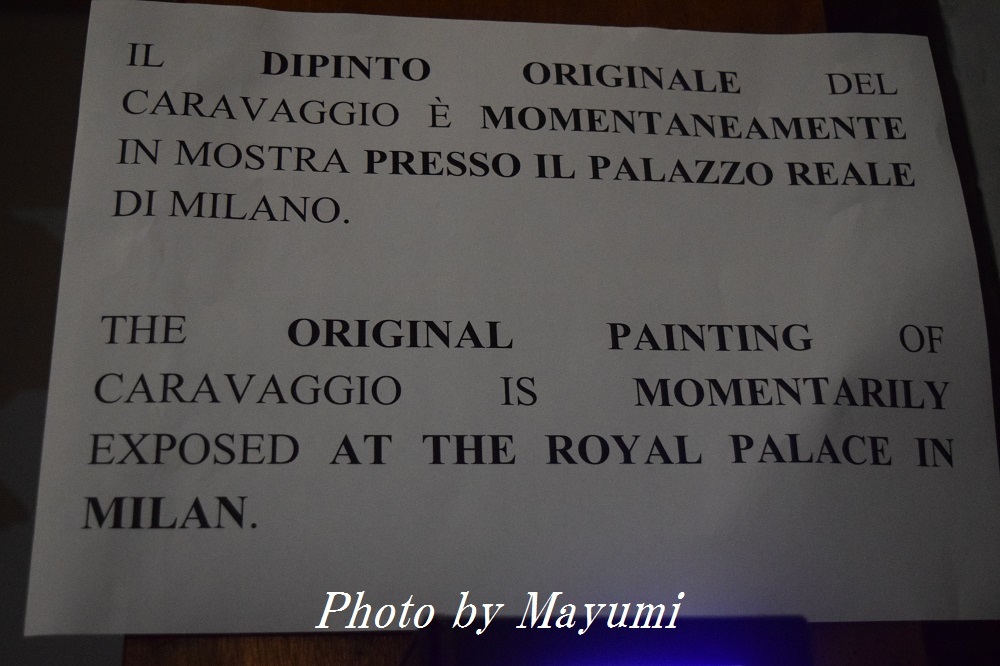 IL DIPINTO ORIGINALE DEL
CARAVAGGIO È MOMENTANEAMENTE
IN MOSTRA PRESSO IL PALAZZO REALE
DI MILANO.
THE ORIGINAL PAINTING OF
CARAVAGGIO IS MOMENTARILY
EXPOSED AT THE ROYAL PALACE IN
MILAN.
Photo by Mayumi